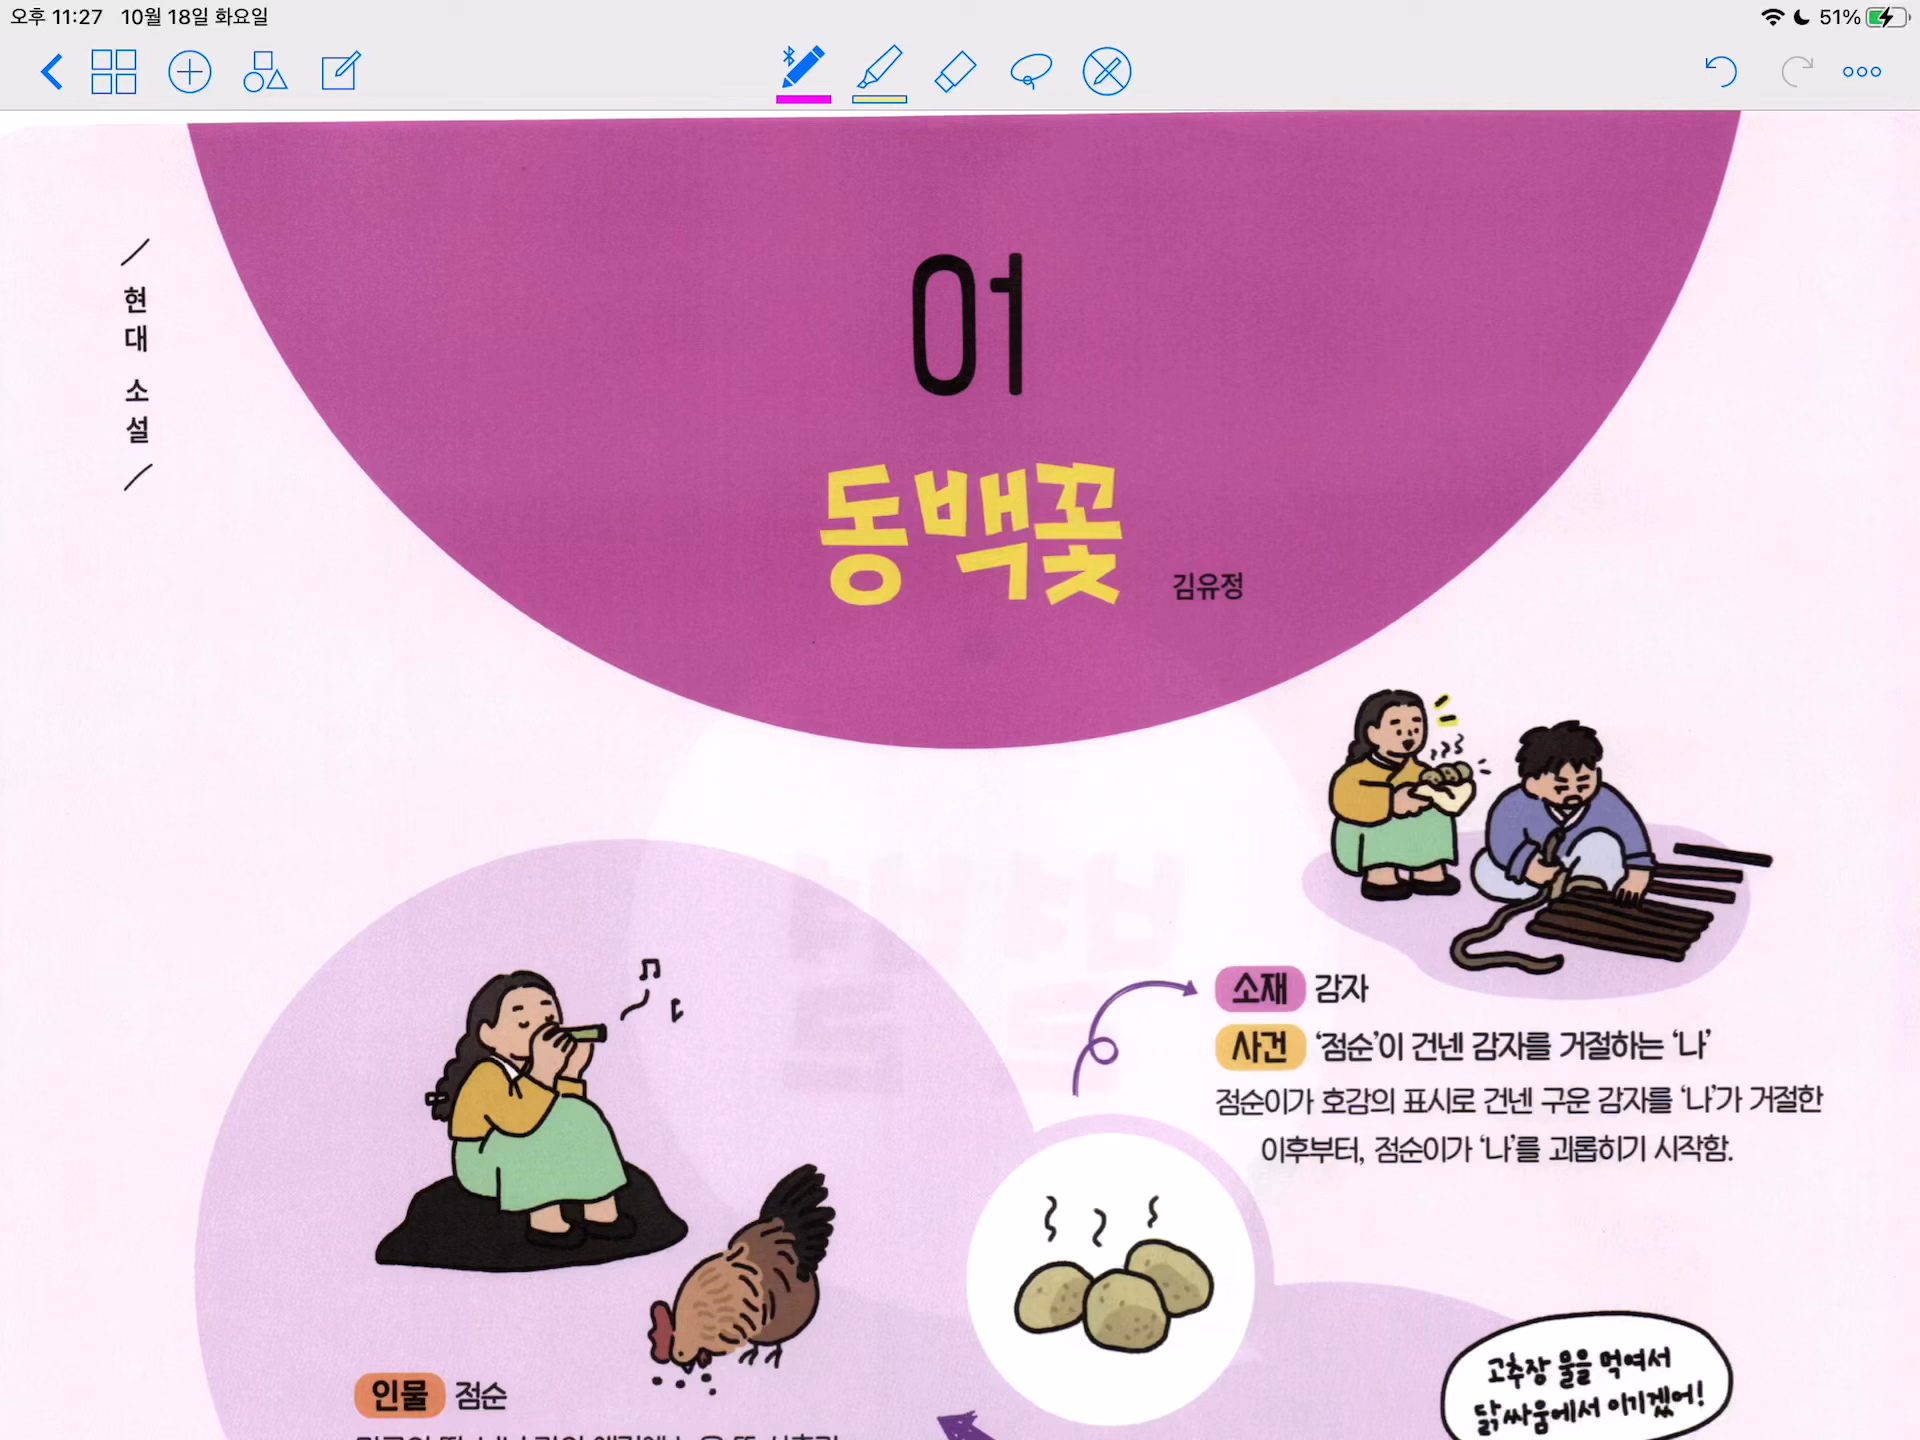 오후 11:27 10월 18일 화요일
51%
현대 소설
01
동백꽃
김유정
소재 감자
사건 ‘점순’이 건넨 감자를 거절하는 ‘나’
점순이가 호감의 표시로 건넨 구운 감자를 ‘나’가 거절한
이후부터, 점순이가 ‘나’를 괴롭히기 시작함.
고추장 물을 먹여서
닭싸움에서 이기겠어!
인물 점순